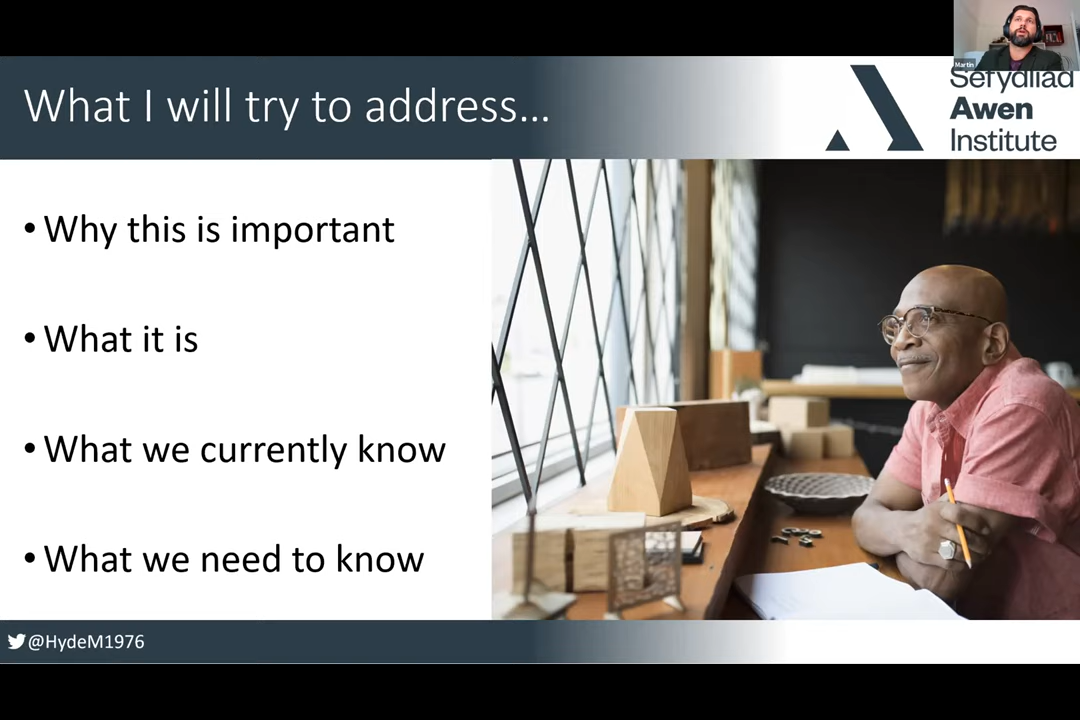 Martin
What I will try to address...
Sefydliad
Awen
Institute
• Why this is important
• What it is
• What we currently know
• What we need to know
@HydeM1976